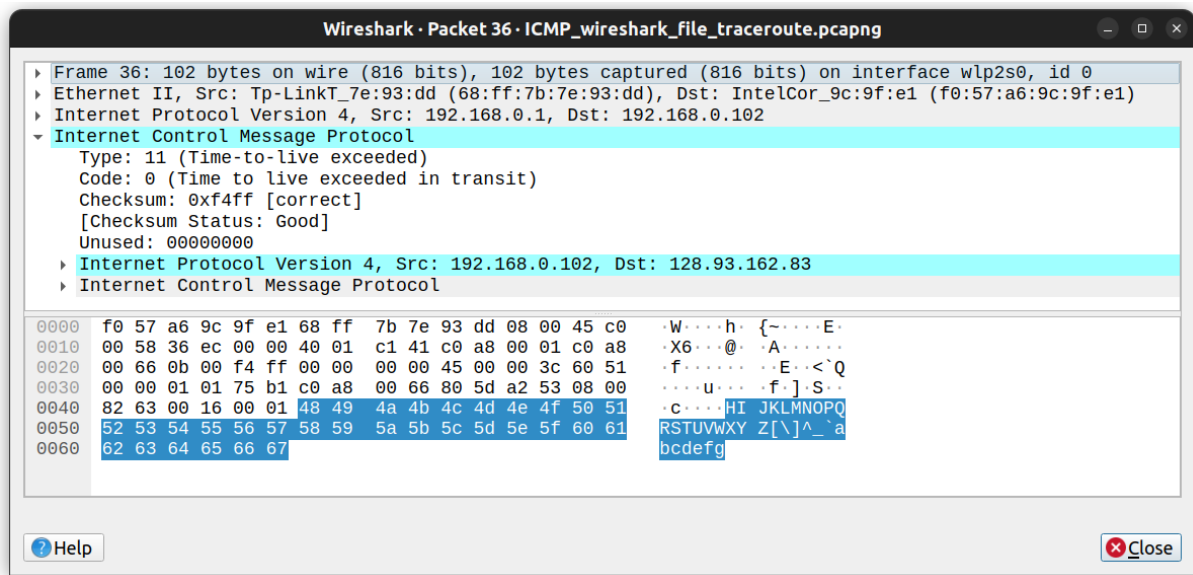 Wireshark · Packet 36 · ICMP_wireshark_file_traceroute.pcapng
Frame 36: 102 bytes on wire (816 bits), 102 bytes captured (816 bits) on interface wlp2s0, id 0
Ethernet II, Src: Tp-LinkT_7e:93:dd (68:ff:7b:7e:93:dd), Dst: IntelCor_9c:9f:e1 (f0:57:a6:9c:9f:e1)
Internet Protocol Version 4, Src: 192.168.0.1, Dst: 192.168.0.102
Internet Control Message Protocol
Type: 11 (Time-to-live exceeded)
Code: 0 (Time to live exceeded in transit)
Checksum: 0xf4ff [correct]
[Checksum Status: Good]
Unused: 00000000
Internet Protocol Version 4, Src: 192.168.0.102, Dst: 128.93.162.83
Internet Control Message Protocol
0000 f0 57 a6 9c 9f e1 68 ff 7b 7e 93 dd 08 00 45 c0 ·W····h· {~····E·
0010 00 58 36 ec 00 00 40 01 c1 41 c0 a8 00 01 c0 a8 ·X6···@· ·A······
0020 00 66 0b 00 f4 ff 00 00 00 00 45 00 00 3c 60 51 ·f······ ··E··<`Q
0030 00 00 01 01 75 b1 c0 a8 00 66 80 5d a2 53 08 00 ····u··· ·f·]·S··
0040 82 63 00 16 00 01 48 49 4a 4b 4c 4d 4e 4f 50 51 ·c····HI JKLMNOPQ
0050 52 53 54 55 56 57 58 59 5a 5b 5c 5d 5e 5f 60 61 RSTUVWXY Z[\]^_`a
0060 62 63 64 65 66 67 bcdefg
Help
Close